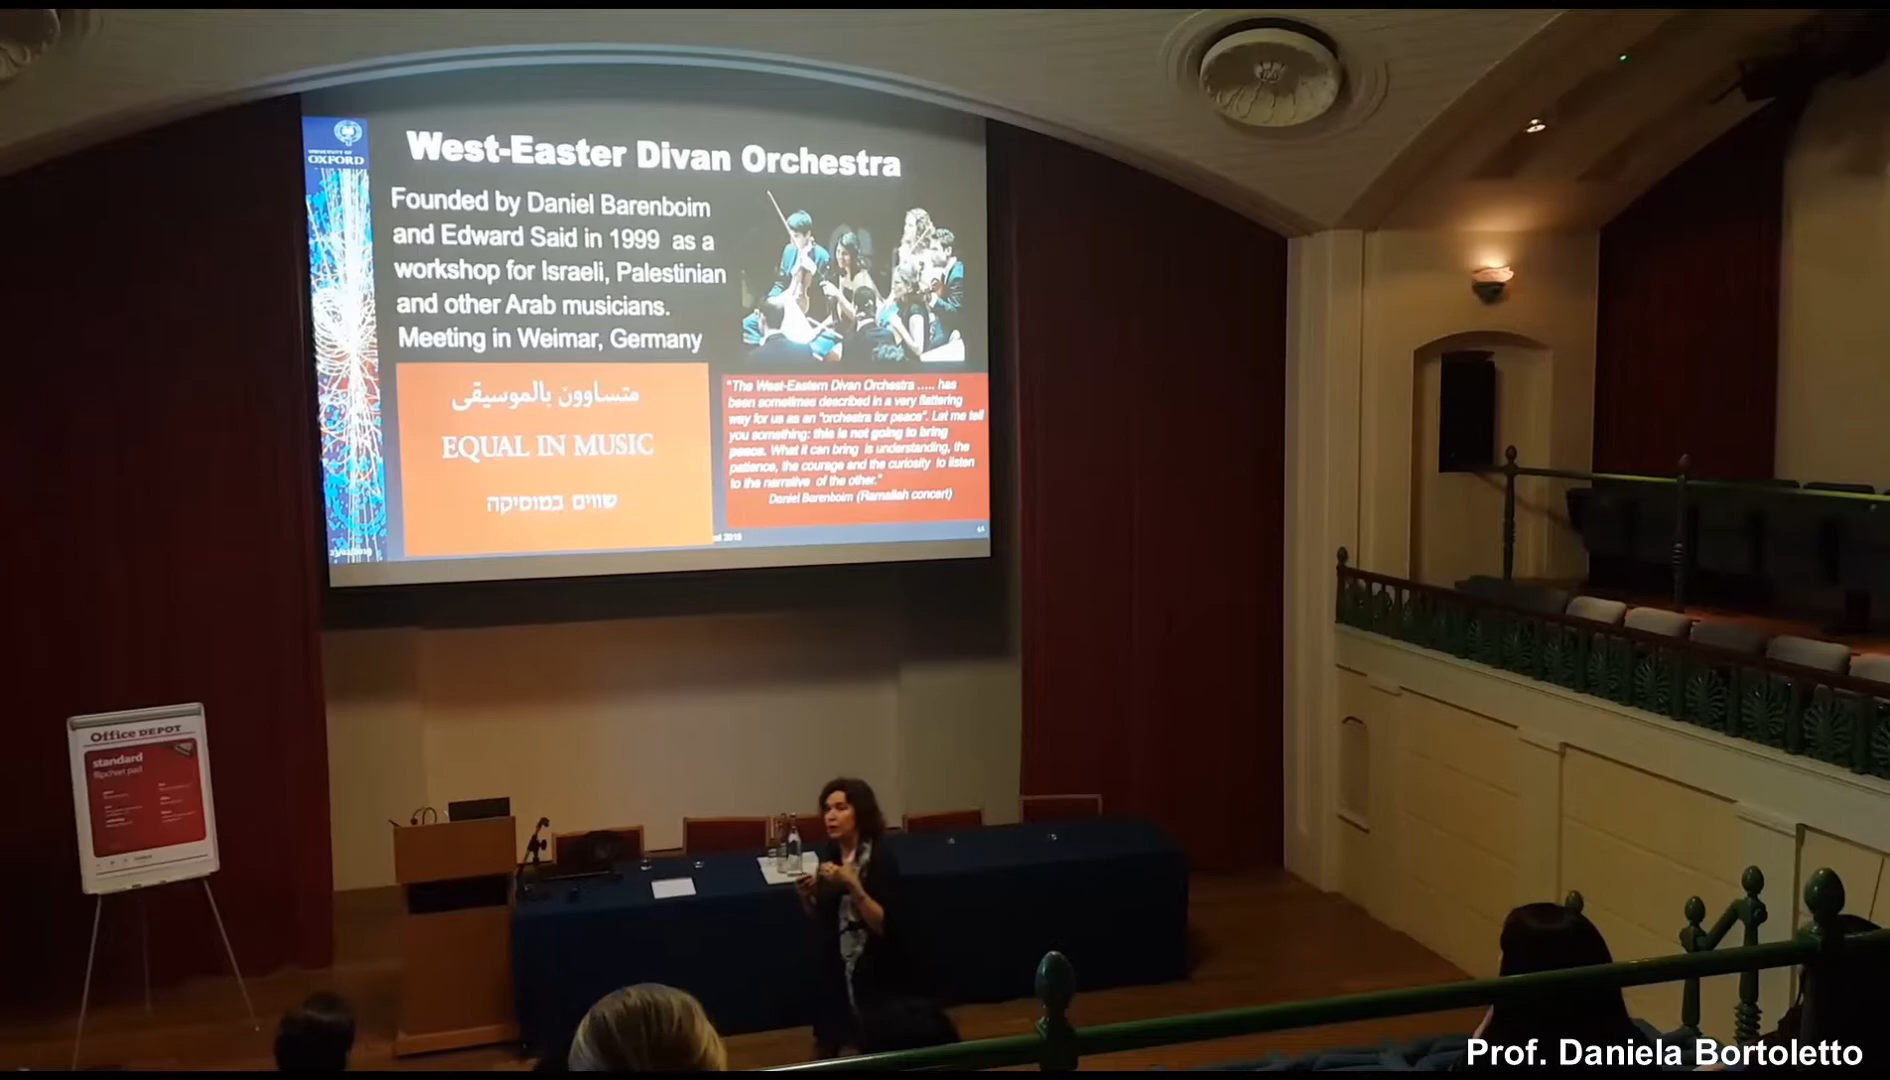 UNIVERSITY OF
OXFORD
West-Easter Divan Orchestra
Founded by Daniel Barenboim
and Edward Said in 1999 as a
workshop for Israeli, Palestinian
and other Arab musicians.
Meeting in Weimar, Germany
متساوون بالموسيقى
EQUAL IN MUSIC
שווים במוסיקה
"The West-Eastern Divan Orchestra ..... has
been sometimes described in a very flattering
way for us as an "orchestra for peace". Let me tell
you something: this is not going to bring
peace. What it can bring is understanding, the
patience, the courage and the curiosity to listen
to the narrative of the other."
Daniel Barenboim (Ramallah concert)
Office DEPOT
standard
flipchart pad
Prof. Daniela Bortoletto